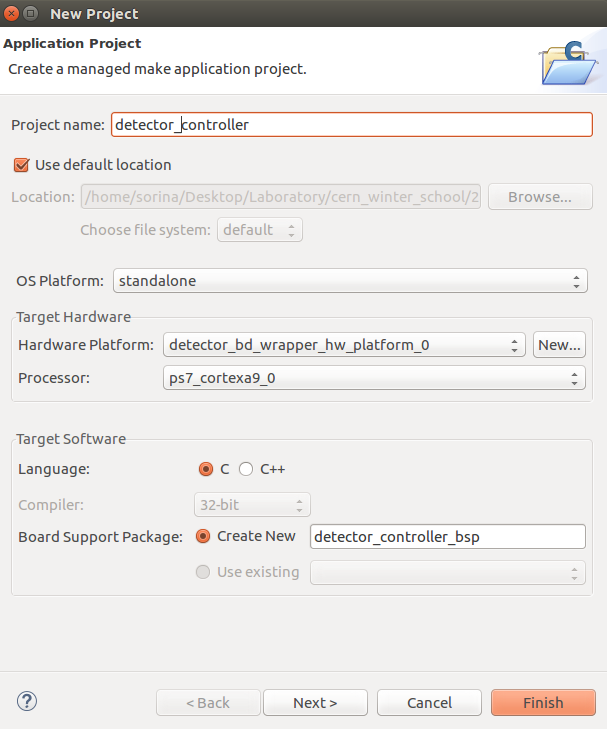 New Project
Application Project
Create a managed make application project.
Project name: detector_controller
Use default location
Location: /home/sorina/Desktop/Laboratory/cern_winter_school/2 Browse...
Choose file system: default
OS Platform: standalone
Target Hardware
Hardware Platform: detector_bd_wrapper_hw_platform_0 New...
Processor: ps7_cortexa9_0
Target Software
Language: C C++
Compiler: 32-bit
Board Support Package: Create New detector_controller_bsp
Use existing
? < Back Next > Cancel Finish